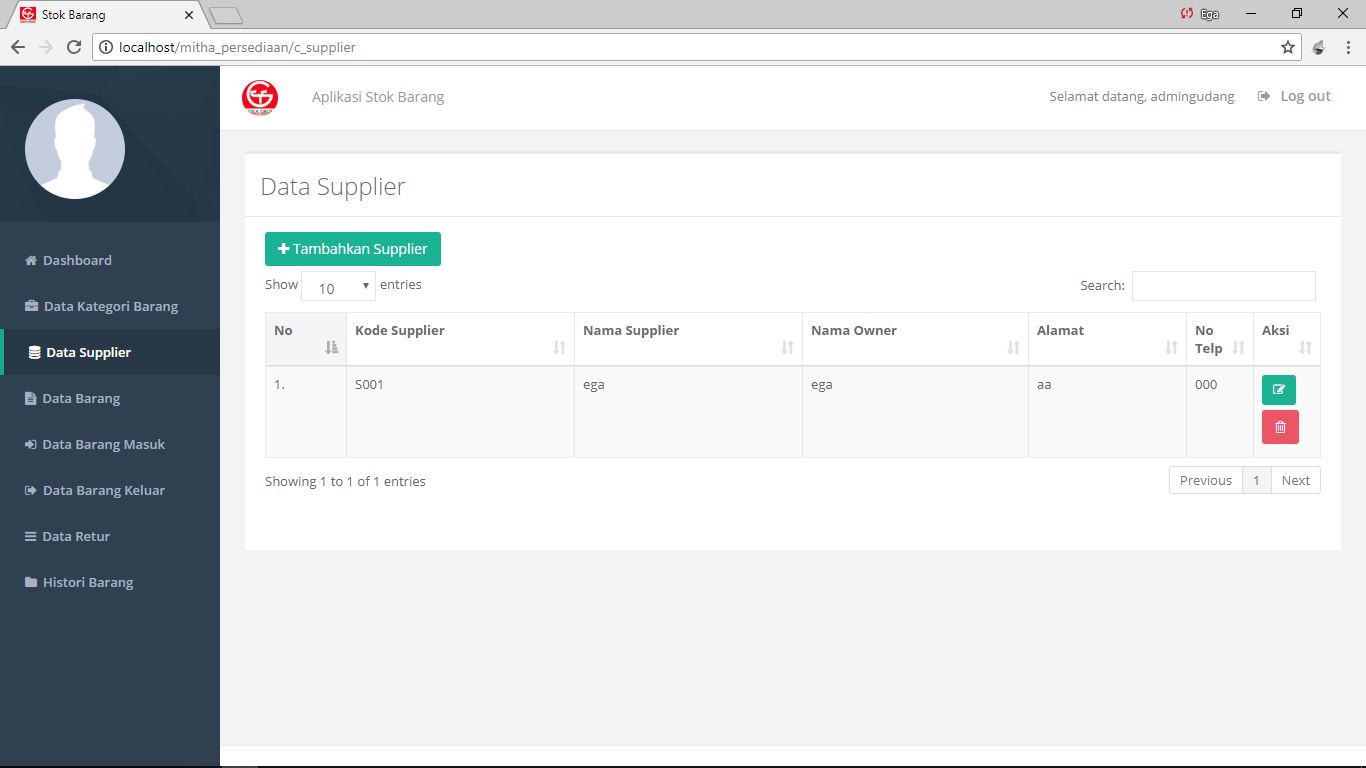 Stok Barang
Ega
localhost/mitha_persediaan/c_supplier
Aplikasi Stok Barang
Selamat datang, admingudang
Log out
Dashboard
Data Kategori Barang
Data Supplier
Data Barang
Data Barang Masuk
Data Barang Keluar
Data Retur
Histori Barang
Data Supplier
Tambahkan Supplier
Show 10 entries
Search:
No Kode Supplier Nama Supplier Nama Owner Alamat No Telp Aksi
1. S001 ega ega aa 000
Showing 1 to 1 of 1 entries
Previous 1 Next